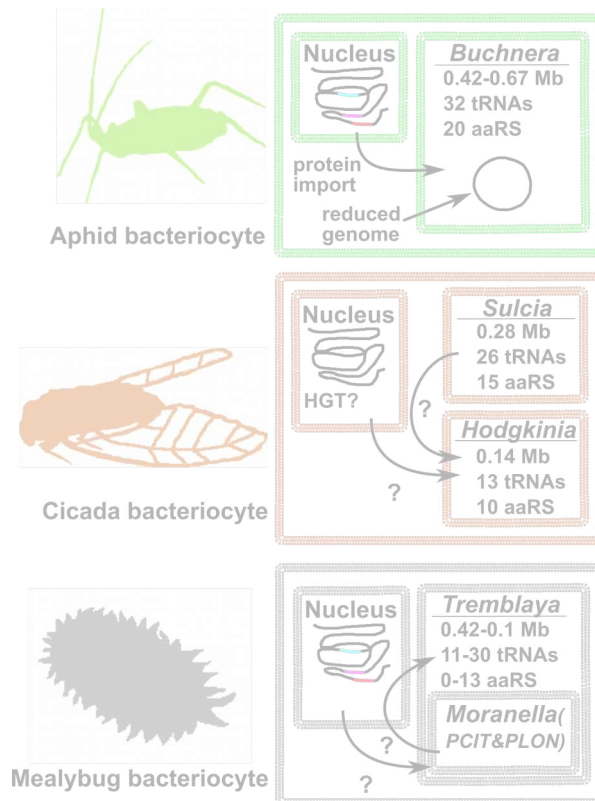 Nucleus
Buchnera
0.42-0.67 Mb
32 tRNAs
20 aaRS
protein
import
reduced
genome
Aphid bacteriocyte
Nucleus
HGT?
Sulcia
0.28 Mb
26 tRNAs
15 aaRS
?
Hodgkinia
0.14 Mb
13 tRNAs
10 aaRS
?
Cicada bacteriocyte
Nucleus
Tremblaya
0.42-0.1 Mb
11-30 tRNAs
0-13 aaRS
Moranella(
PCIT&PLON)
?
?
Mealybug bacteriocyte